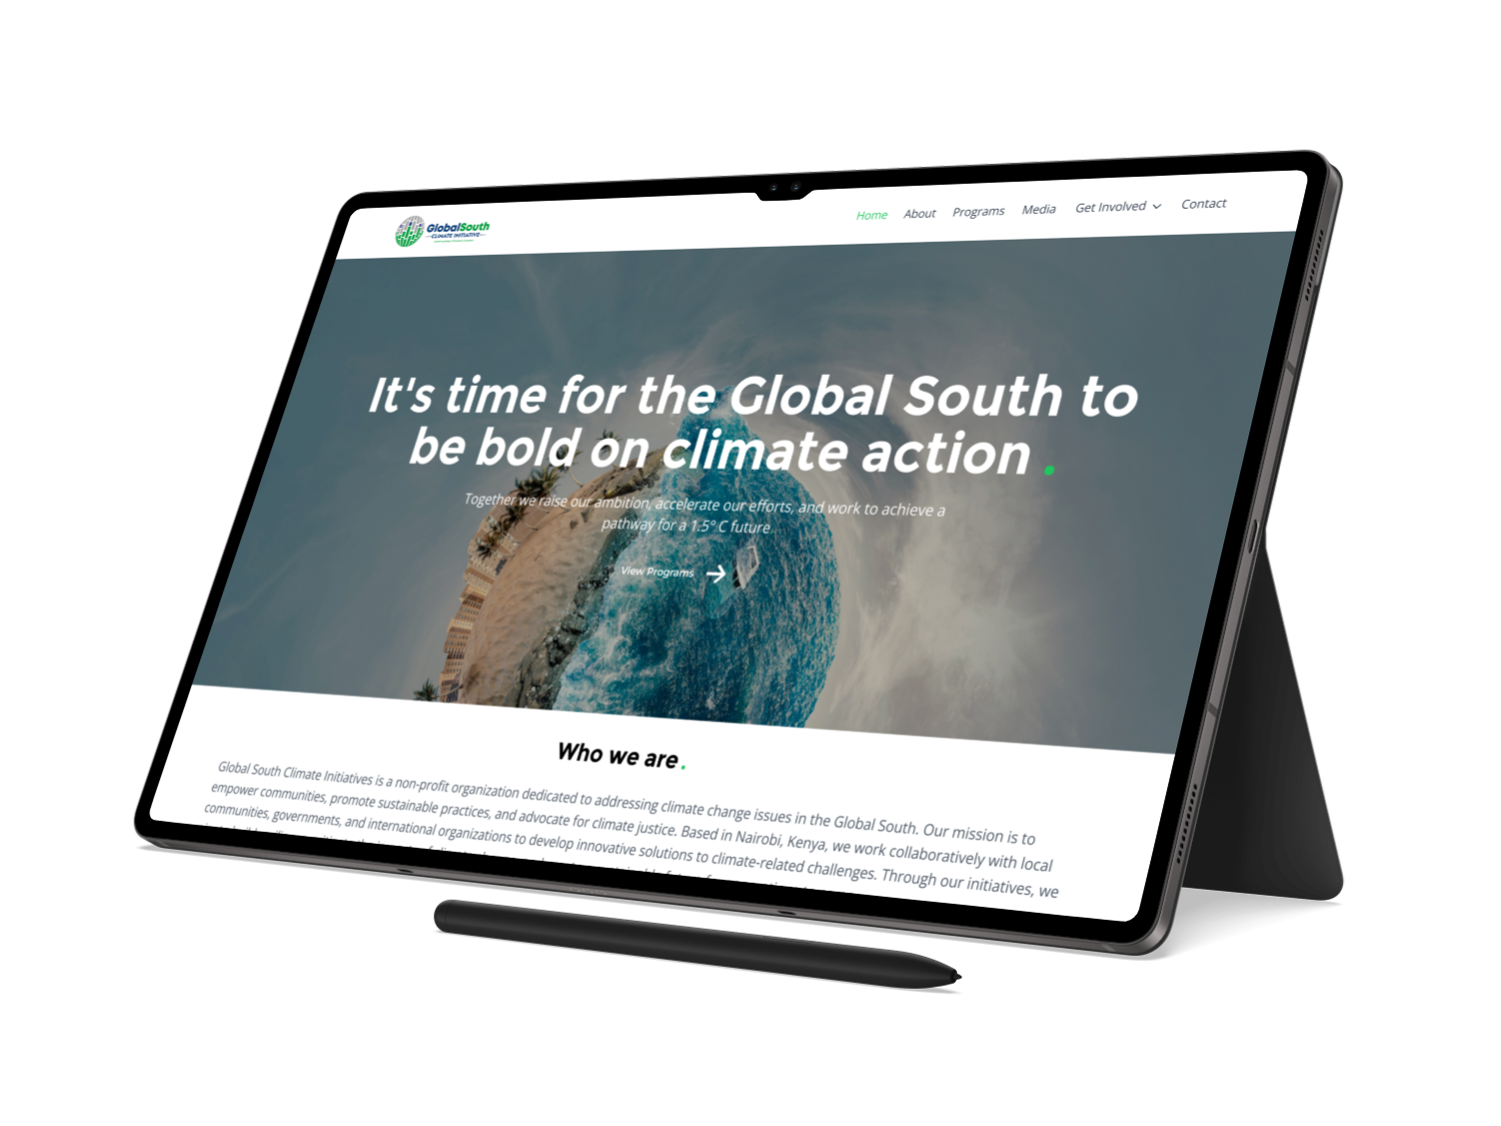 GlobalSouth
CLIMATE INITIATIVE
Home About Programs Media Get Involved Contact
It's time for the Global South to
be bold on climate action .
Together we raise our ambition, accelerate our efforts, and work to achieve a
pathway for a 1.5° C future.
View Programs
Who we are .
Global South Climate Initiatives is a non-profit organization dedicated to addressing climate change issues in the Global South. Our mission is to
empower communities, promote sustainable practices, and advocate for climate justice. Based in Nairobi, Kenya, we work collaboratively with local
communities, governments, and international organizations to develop innovative solutions to climate-related challenges. Through our initiatives, we